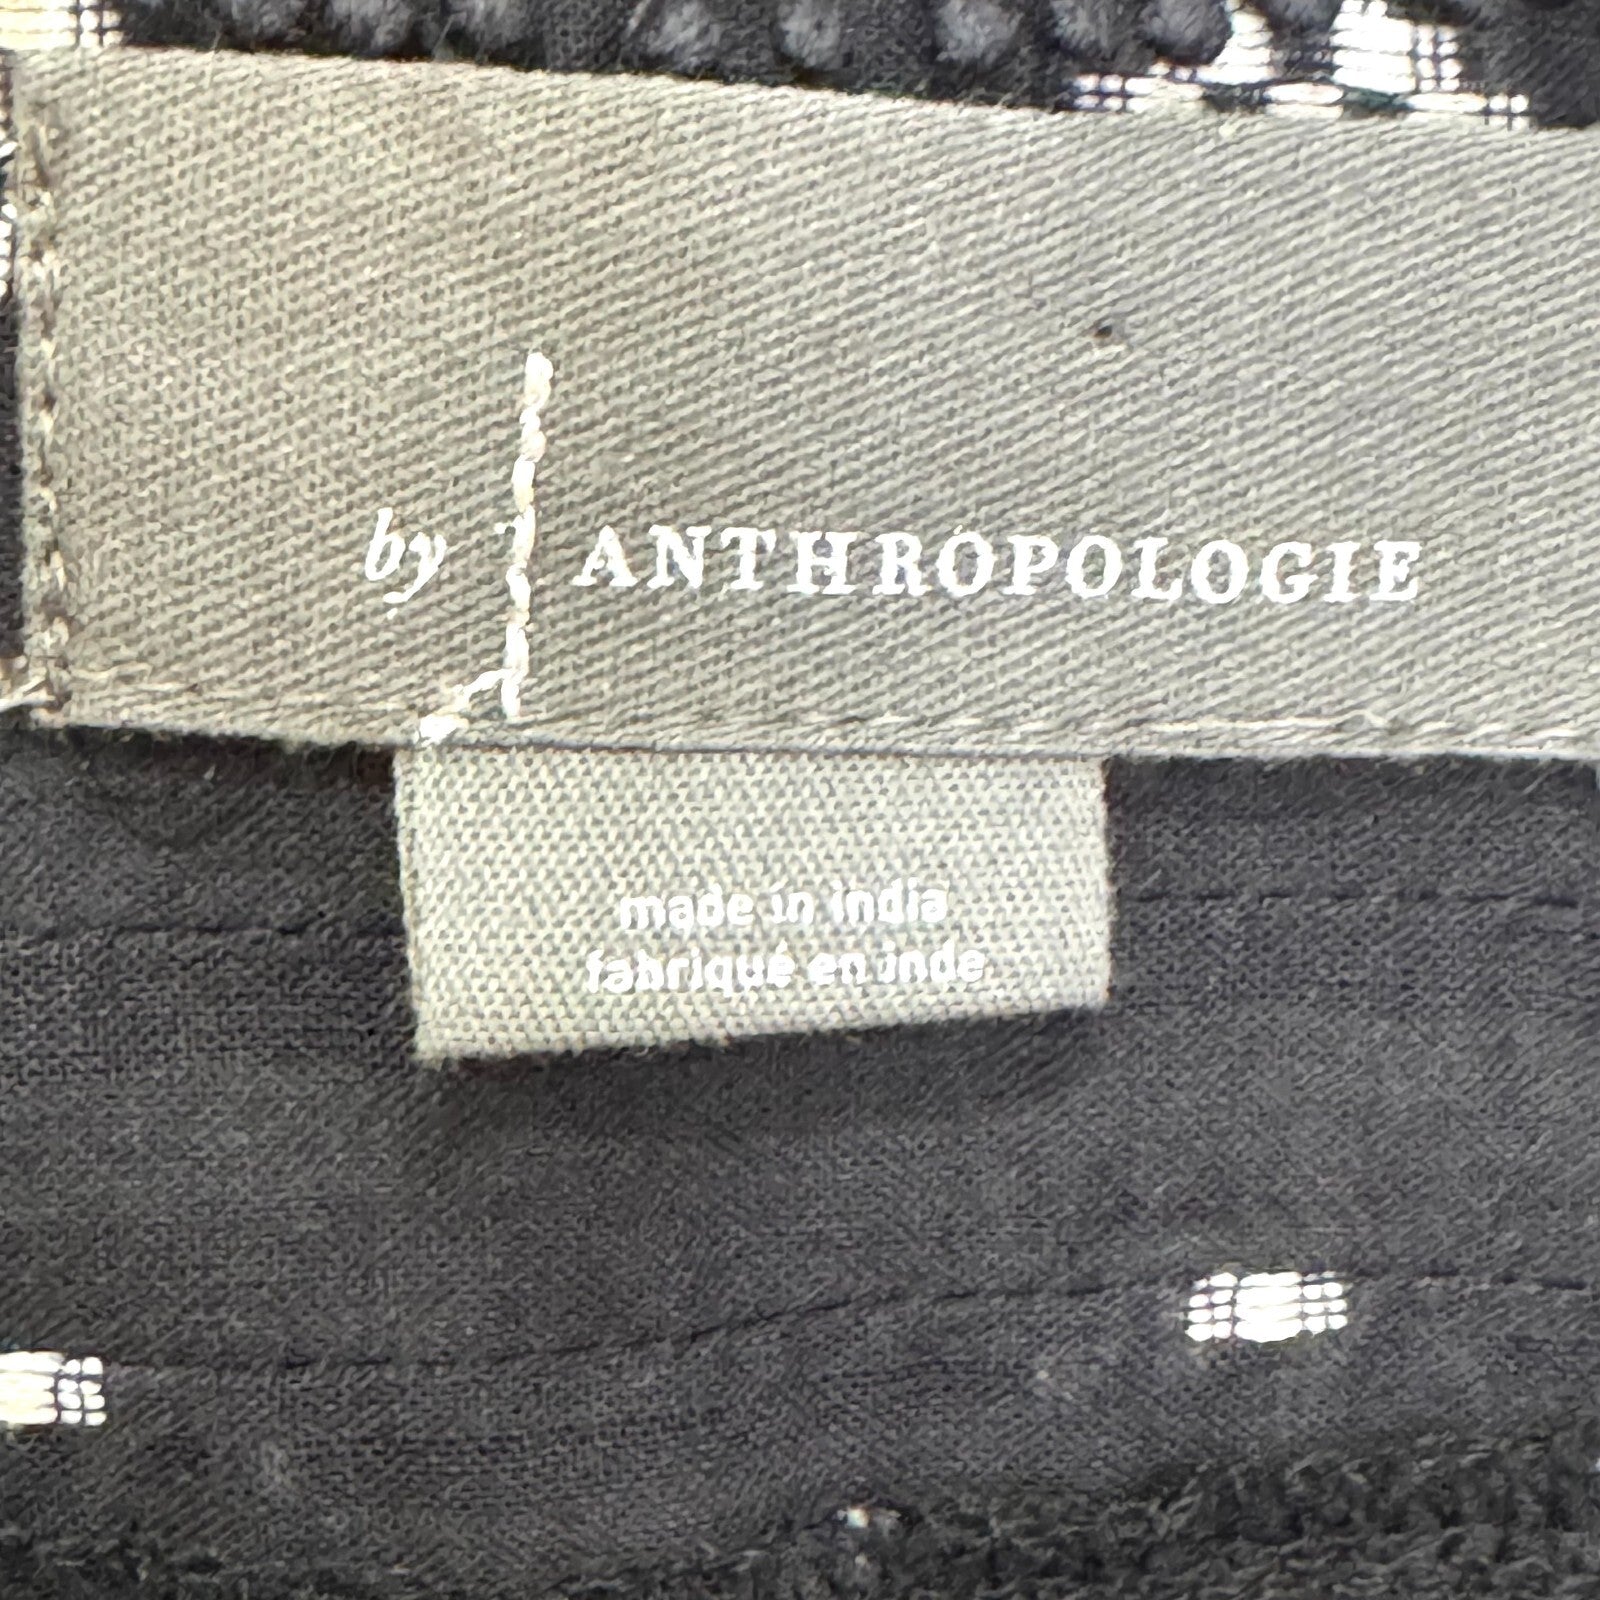 by ANTHROPOLOGIE
made in india
fabriqué en inde